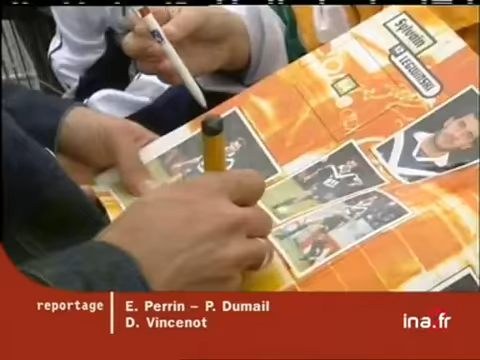 Sylvain
LEGWINSKI
reportage
E. Perrin – P. Dumail
D. Vincenot
ina.fr